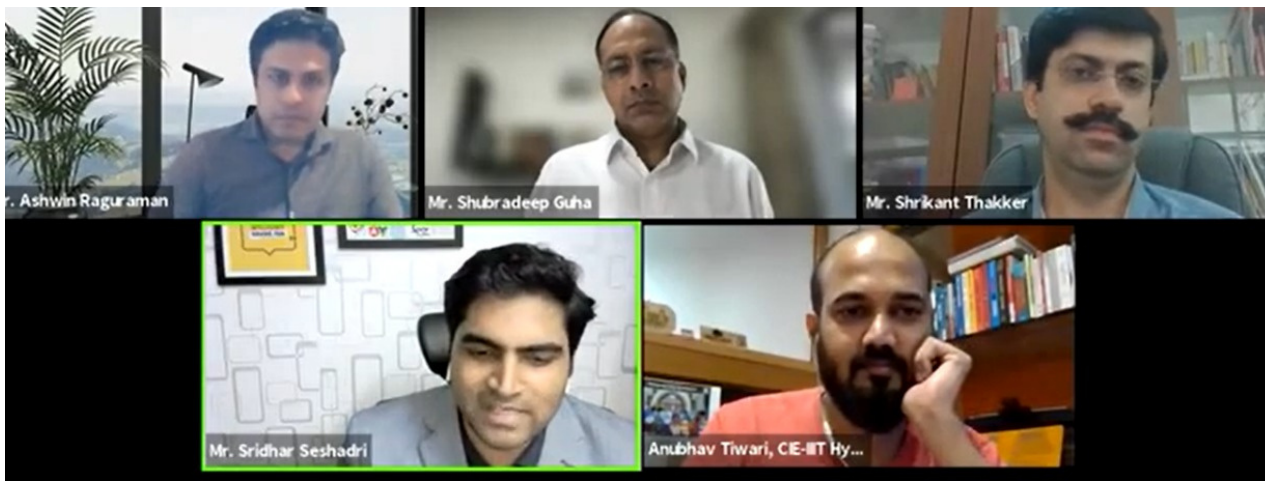 r. Ashwin Raguraman
Mr. Shubradeep Guha
Mr. Shrikant Thakker
Mr. Sridhar Seshadri
Anubhav Tiwari, CIE-IIIT Hy...